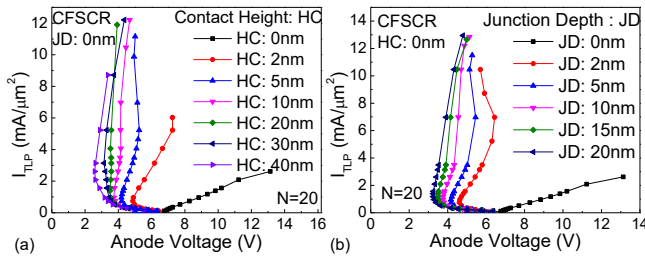 CFSCR
JD: 0nm
Contact Height: HC
HC: 0nm
HC: 2nm
HC: 5nm
HC: 10nm
HC: 20nm
HC: 30nm
HC: 40nm
N=20
I_TLP (mA/μm²)
12
10
8
6
4
2
0
0 2 4 6 8 10 12 14 16
Anode Voltage (V)
(a)
CFSCR
HC: 0nm
Junction Depth : JD
JD: 0nm
JD: 2nm
JD: 5nm
JD: 10nm
JD: 15nm
JD: 20nm
N=20
I_TLP (mA/μm²)
14
12
10
8
6
4
2
0
0 2 4 6 8 10 12 14
Anode Voltage (V)
(b)